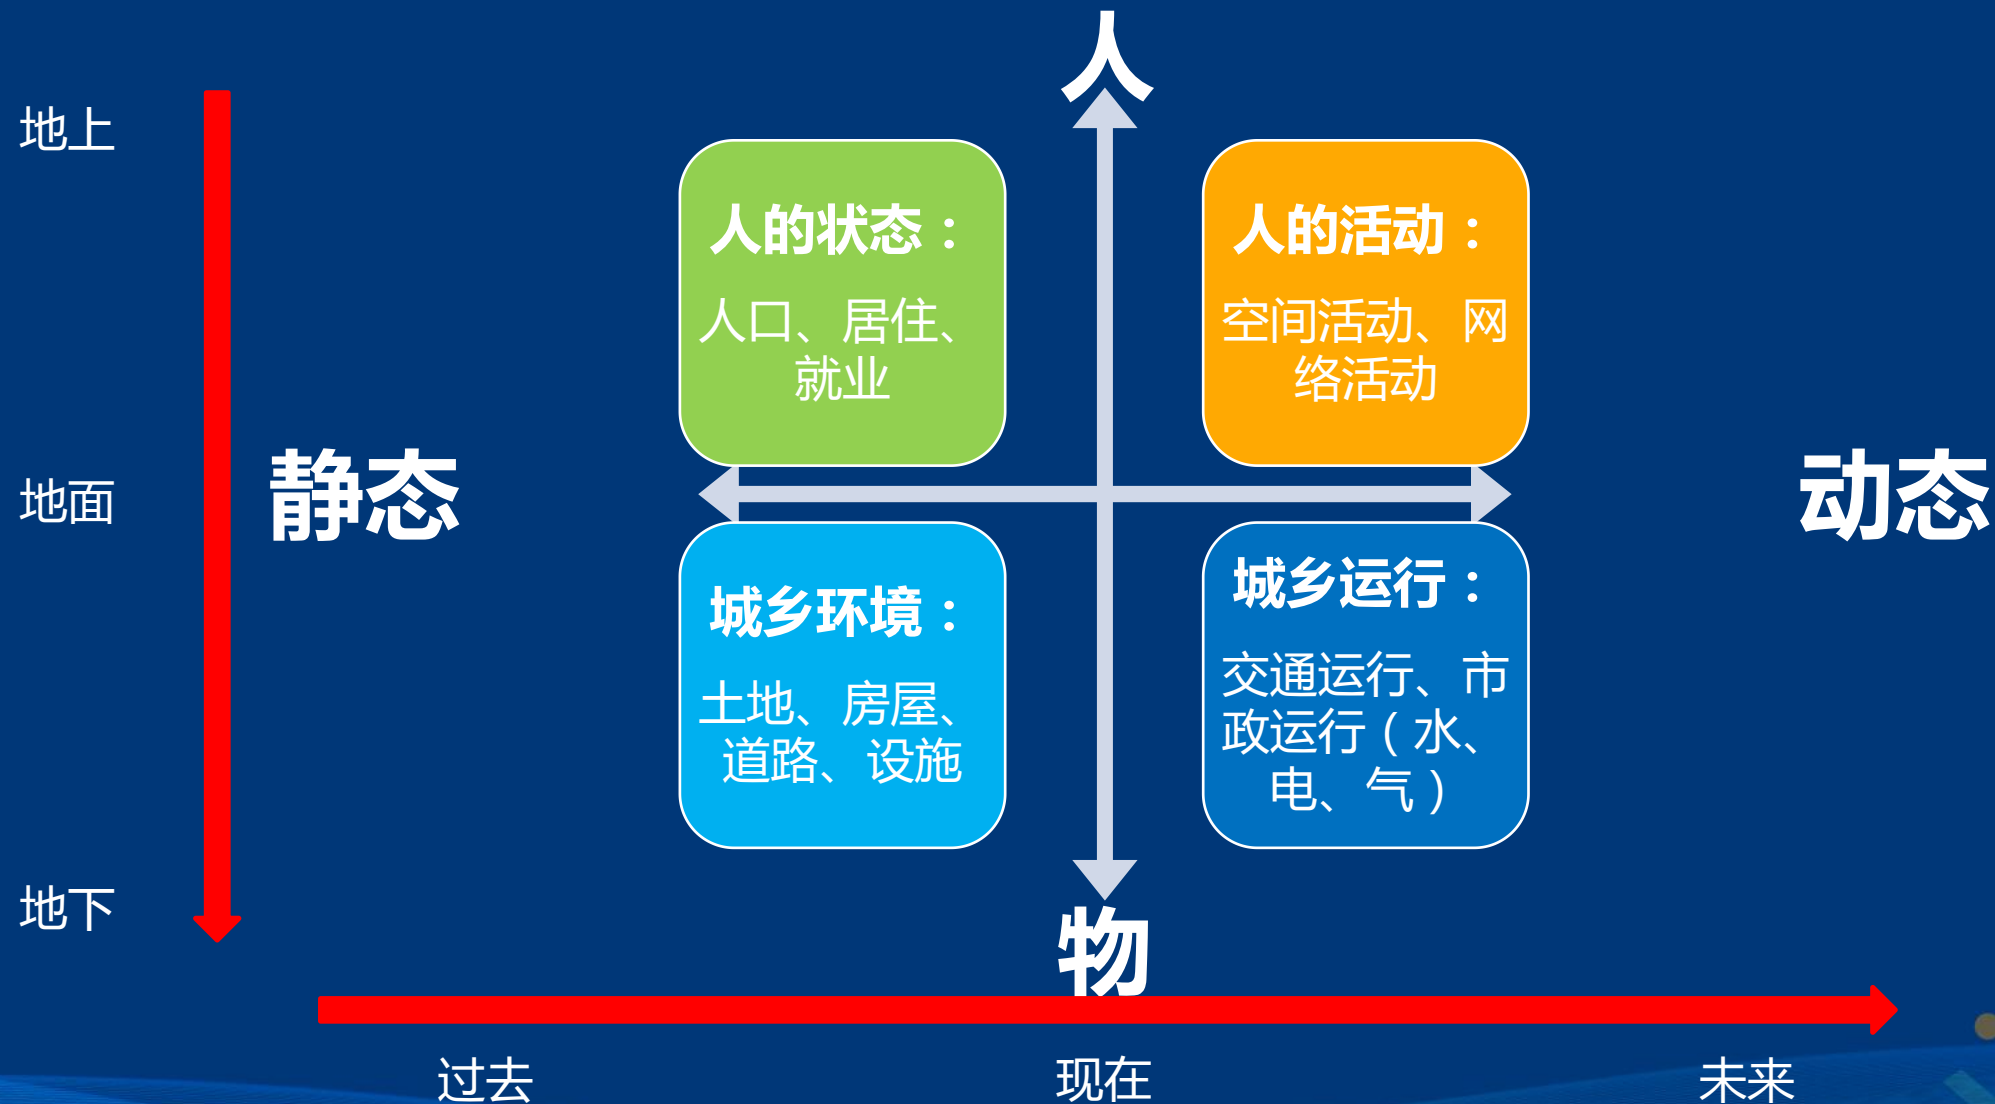 人
地上
人的状态：
人口、居住、
就业
人的活动：
空间活动、网
络活动
地面
静态
动态
城乡环境：
土地、房屋、
道路、设施
城乡运行：
交通运行、市
政运行（水、
电、气）
地下
物
过去
现在
未来